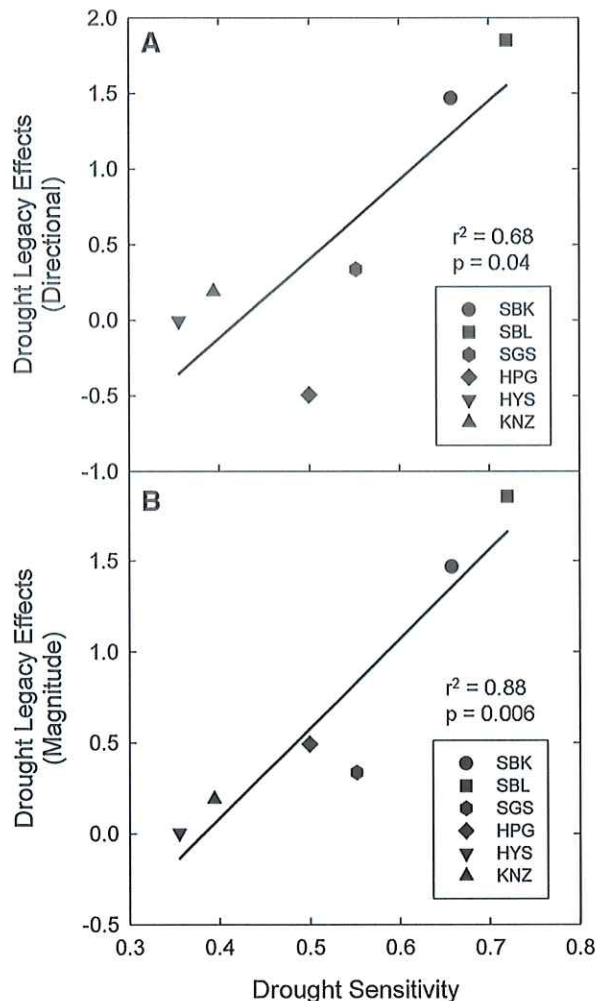 A
2.0
1.5
1.0
0.5
0.0
-0.5
-1.0
Drought Legacy Effects
(Directional)
r² = 0.68
p = 0.04
SBK
SBL
SGS
HPG
HYS
KNZ
B
1.5
1.0
0.5
0.0
-0.5
Drought Legacy Effects
(Magnitude)
r² = 0.88
p = 0.006
SBK
SBL
SGS
HPG
HYS
KNZ
0.3 0.4 0.5 0.6 0.7 0.8
Drought Sensitivity